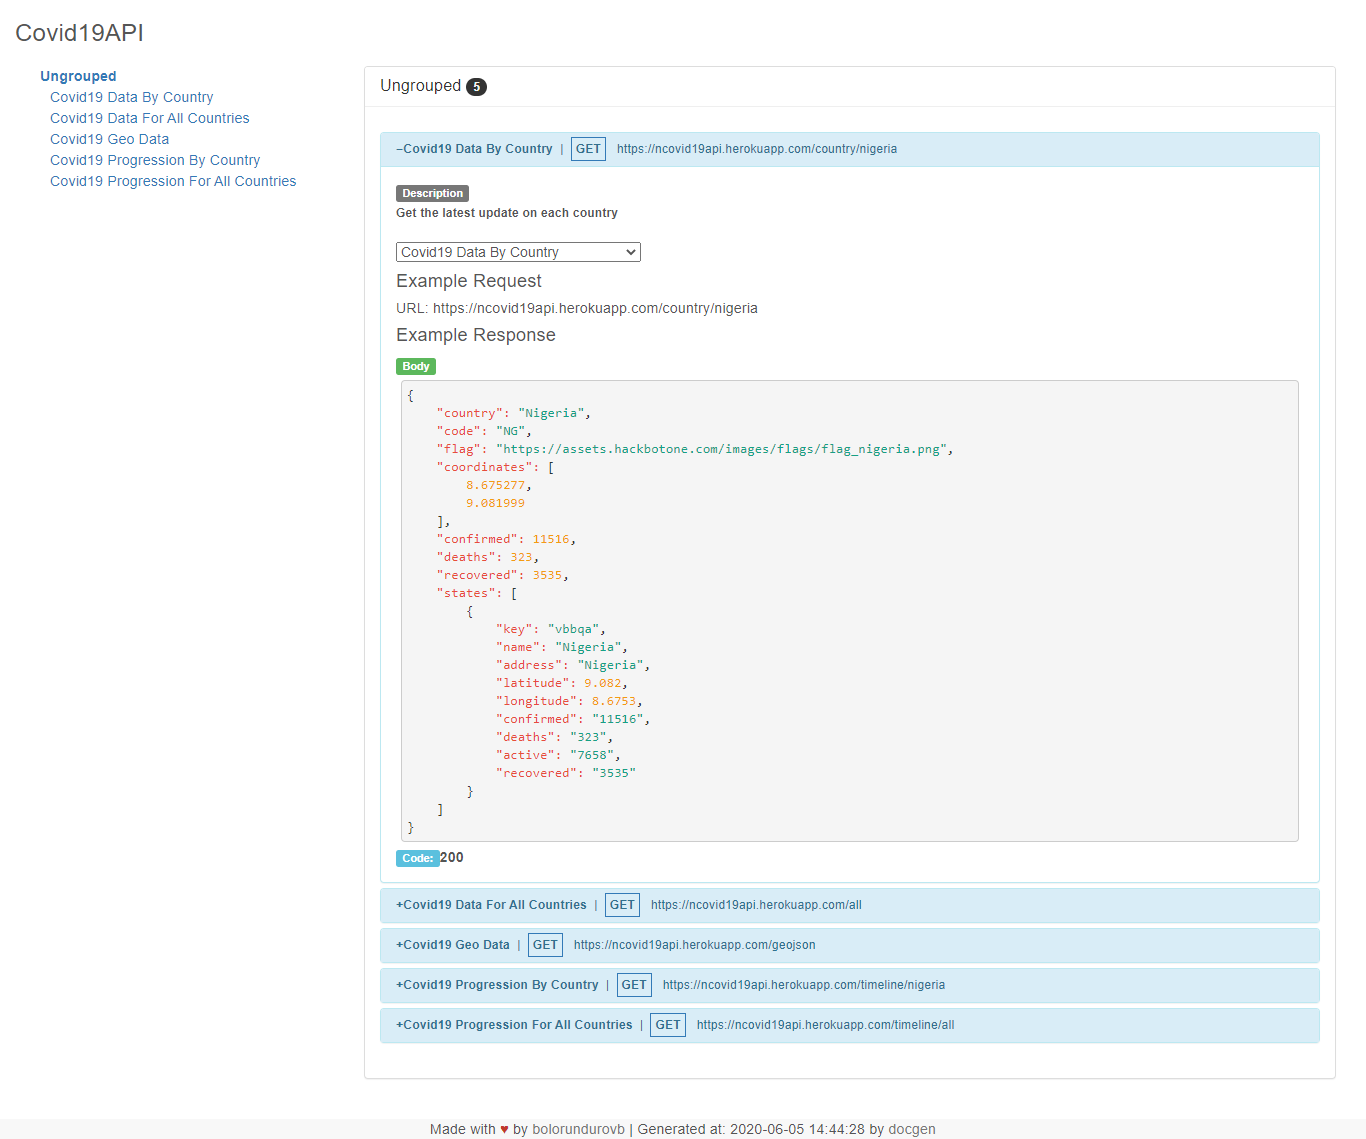 Covid19API
Ungrouped
Covid19 Data By Country
Covid19 Data For All Countries
Covid19 Geo Data
Covid19 Progression By Country
Covid19 Progression For All Countries
Ungrouped 5
−Covid19 Data By Country | GET https://ncovid19api.herokuapp.com/country/nigeria
Description
Get the latest update on each country
Covid19 Data By Country
Example Request
URL: https://ncovid19api.herokuapp.com/country/nigeria
Example Response
Body
{
    "country": "Nigeria",
    "code": "NG",
    "flag": "https://assets.hackbotone.com/images/flags/flag_nigeria.png",
    "coordinates": [
        8.675277,
        9.081999
    ],
    "confirmed": 11516,
    "deaths": 323,
    "recovered": 3535,
    "states": [
        {
            "key": "vbbqa",
            "name": "Nigeria",
            "address": "Nigeria",
            "latitude": 9.082,
            "longitude": 8.6753,
            "confirmed": "11516",
            "deaths": "323",
            "active": "7658",
            "recovered": "3535"
        }
    ]
}
Code: 200
+Covid19 Data For All Countries | GET https://ncovid19api.herokuapp.com/all
+Covid19 Geo Data | GET https://ncovid19api.herokuapp.com/geojson
+Covid19 Progression By Country | GET https://ncovid19api.herokuapp.com/timeline/nigeria
+Covid19 Progression For All Countries | GET https://ncovid19api.herokuapp.com/timeline/all
Made with ♥ by bolorundurovb | Generated at: 2020-06-05 14:44:28 by docgen